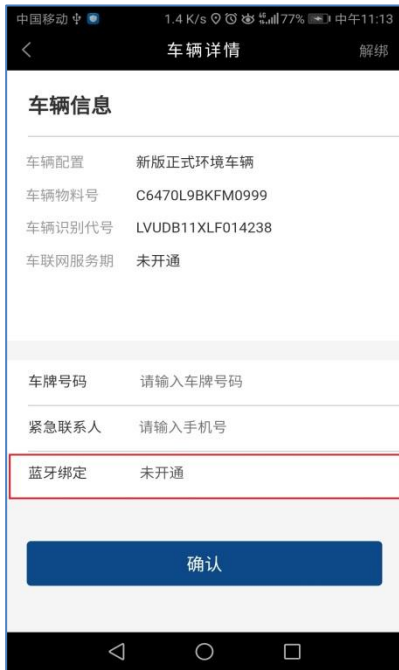 中国移动 1.4 K/s 4G 77% 中午11:13
车辆详情 解绑
车辆信息
车辆配置 新版正式环境车辆
车辆物料号 C6470L9BKFM0999
车辆识别代号 LVUDB11XLF014238
车联网服务期 未开通
车牌号码 请输入车牌号码
紧急联系人 请输入手机号
蓝牙绑定 未开通
确认